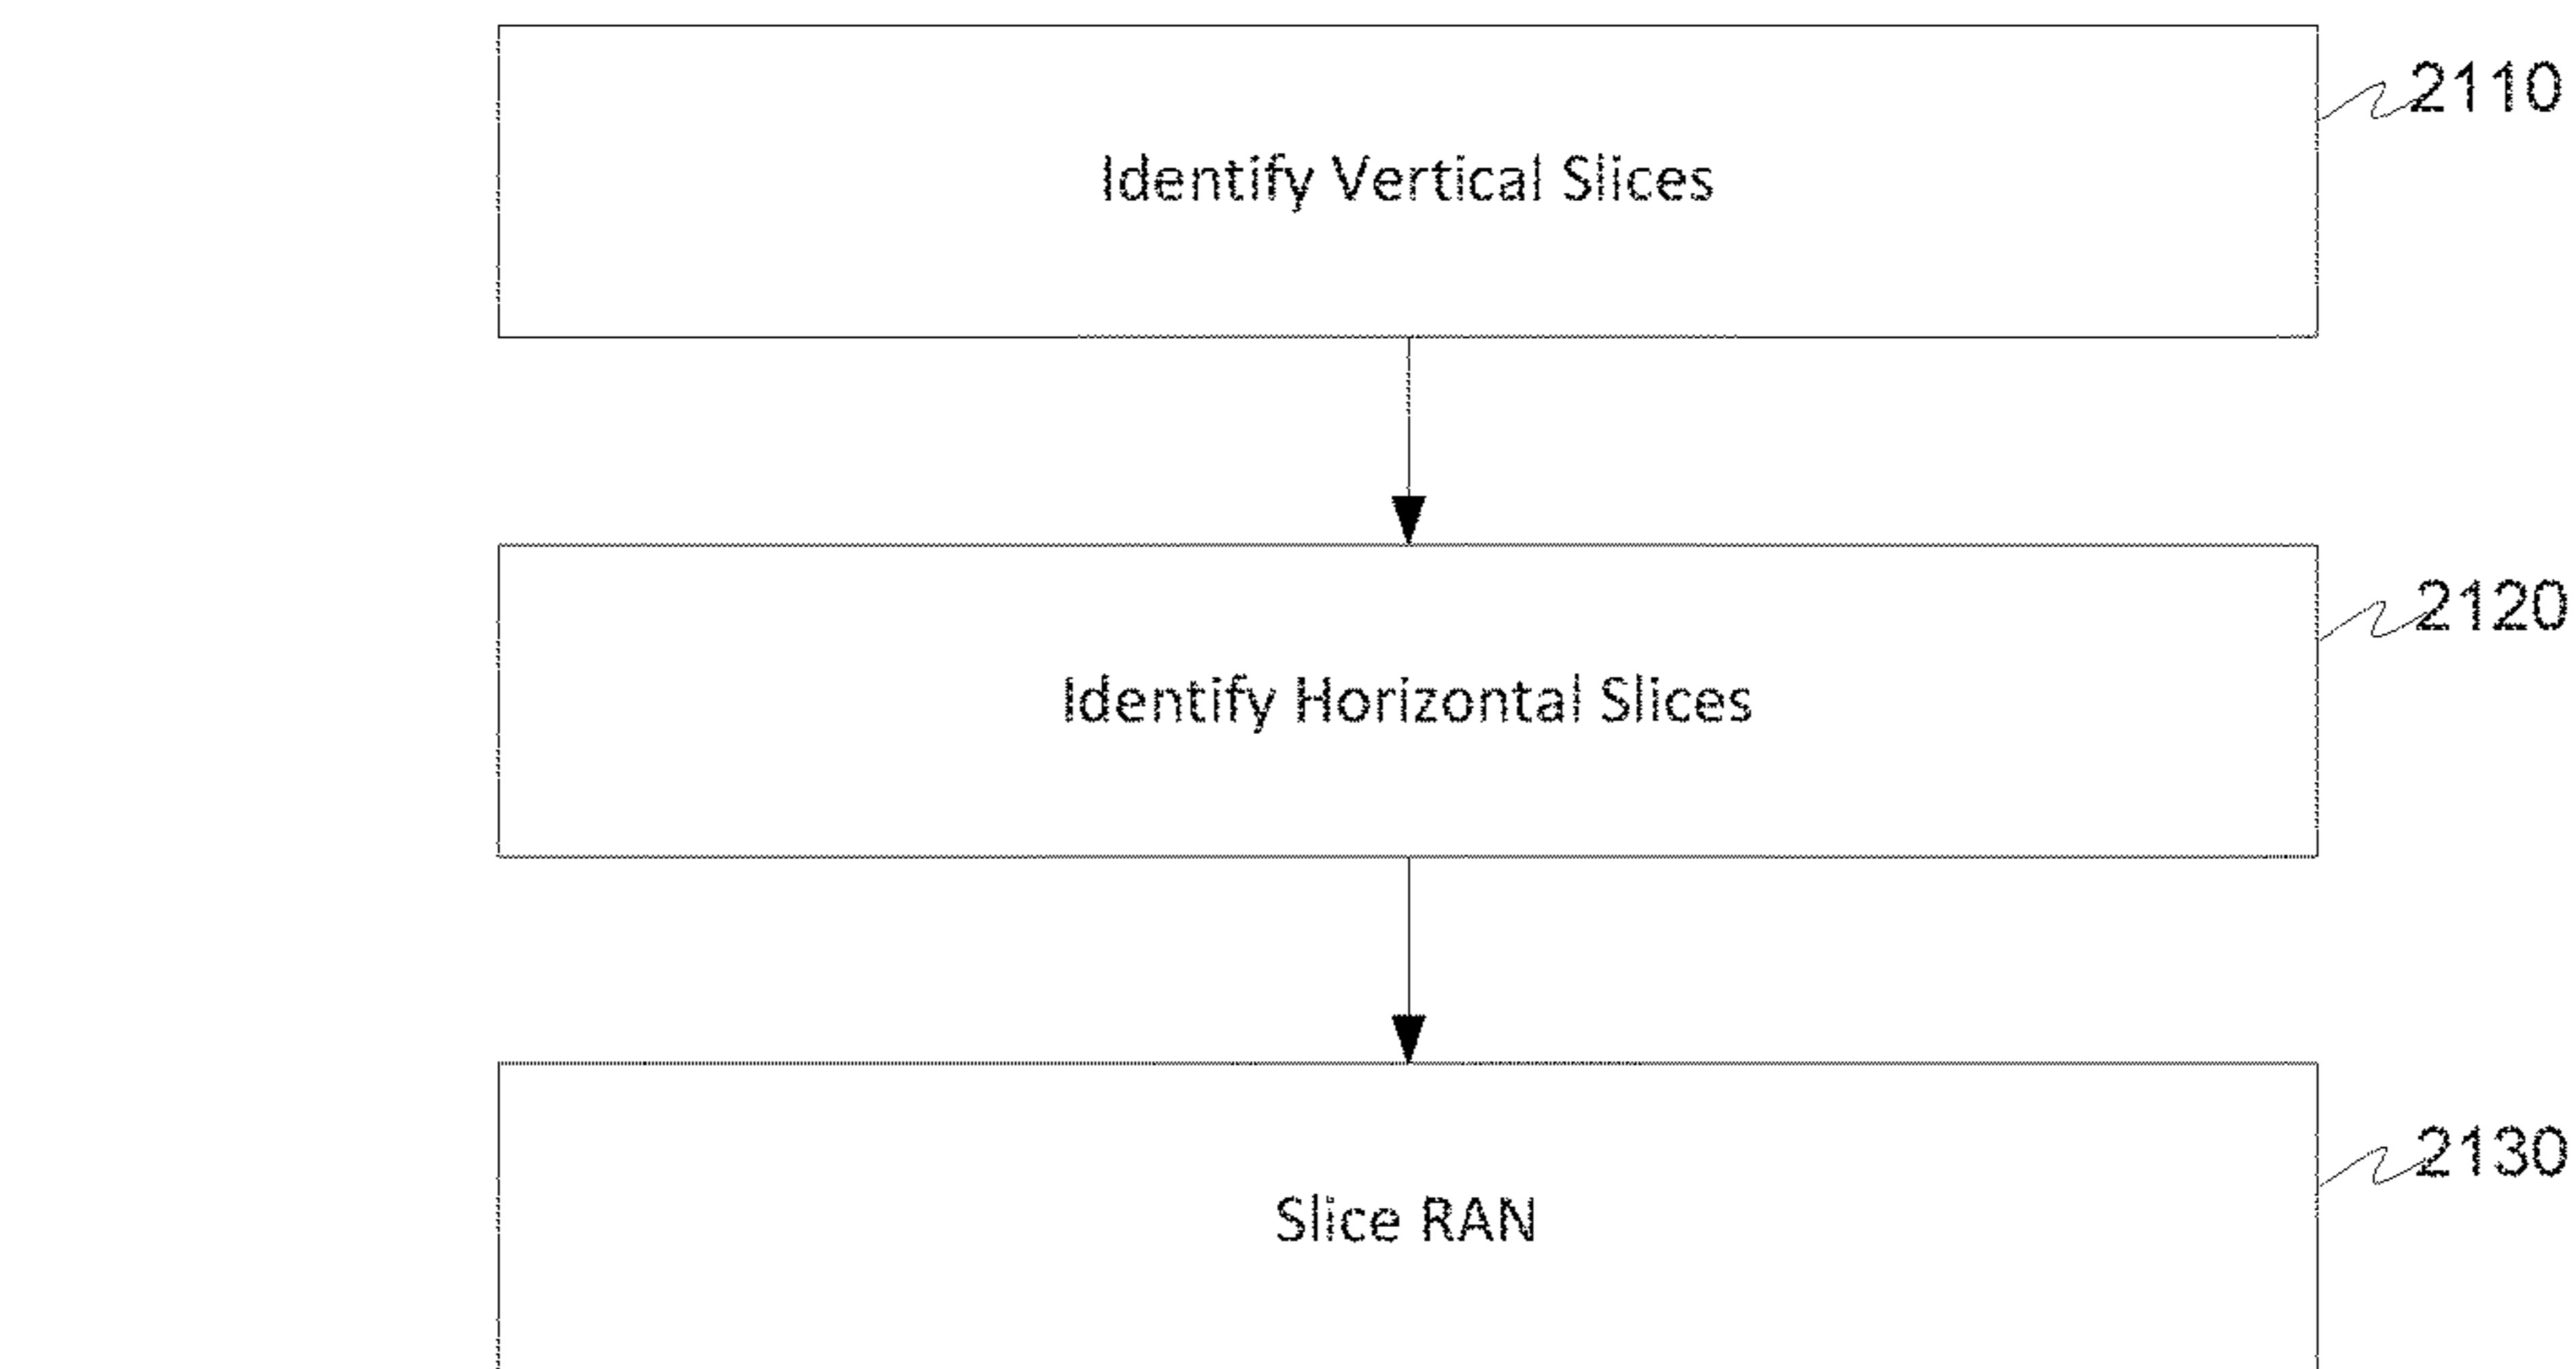 2110
Identify Vertical Slices
2120
Identify Horizontal Slices
2130
Slice RAN